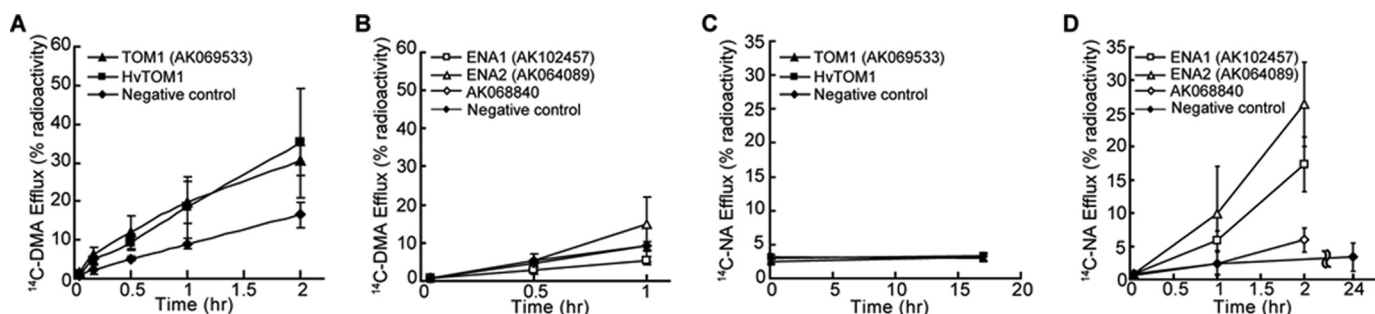 A
¹⁴C-DMA Efflux (% radioactivity)
60
50
40
30
20
10
0
TOM1 (AK069533)
HvTOM1
Negative control
0 0.5 1 2
Time (hr)
B
¹⁴C-DMA Efflux (% radioactivity)
60
50
40
30
20
10
0
ENA1 (AK102457)
ENA2 (AK064089)
AK068840
Negative control
0 0.5 1
Time (hr)
C
¹⁴C-NA Efflux (% radioactivity)
35
30
25
20
15
10
5
0
TOM1 (AK069533)
HvTOM1
Negative control
0 5 10 15 20
Time (hr)
D
¹⁴C-NA Efflux (% radioactivity)
35
30
25
20
15
10
5
0
ENA1 (AK102457)
ENA2 (AK064089)
AK068840
Negative control
0 0.5 1 2 24
Time (hr)